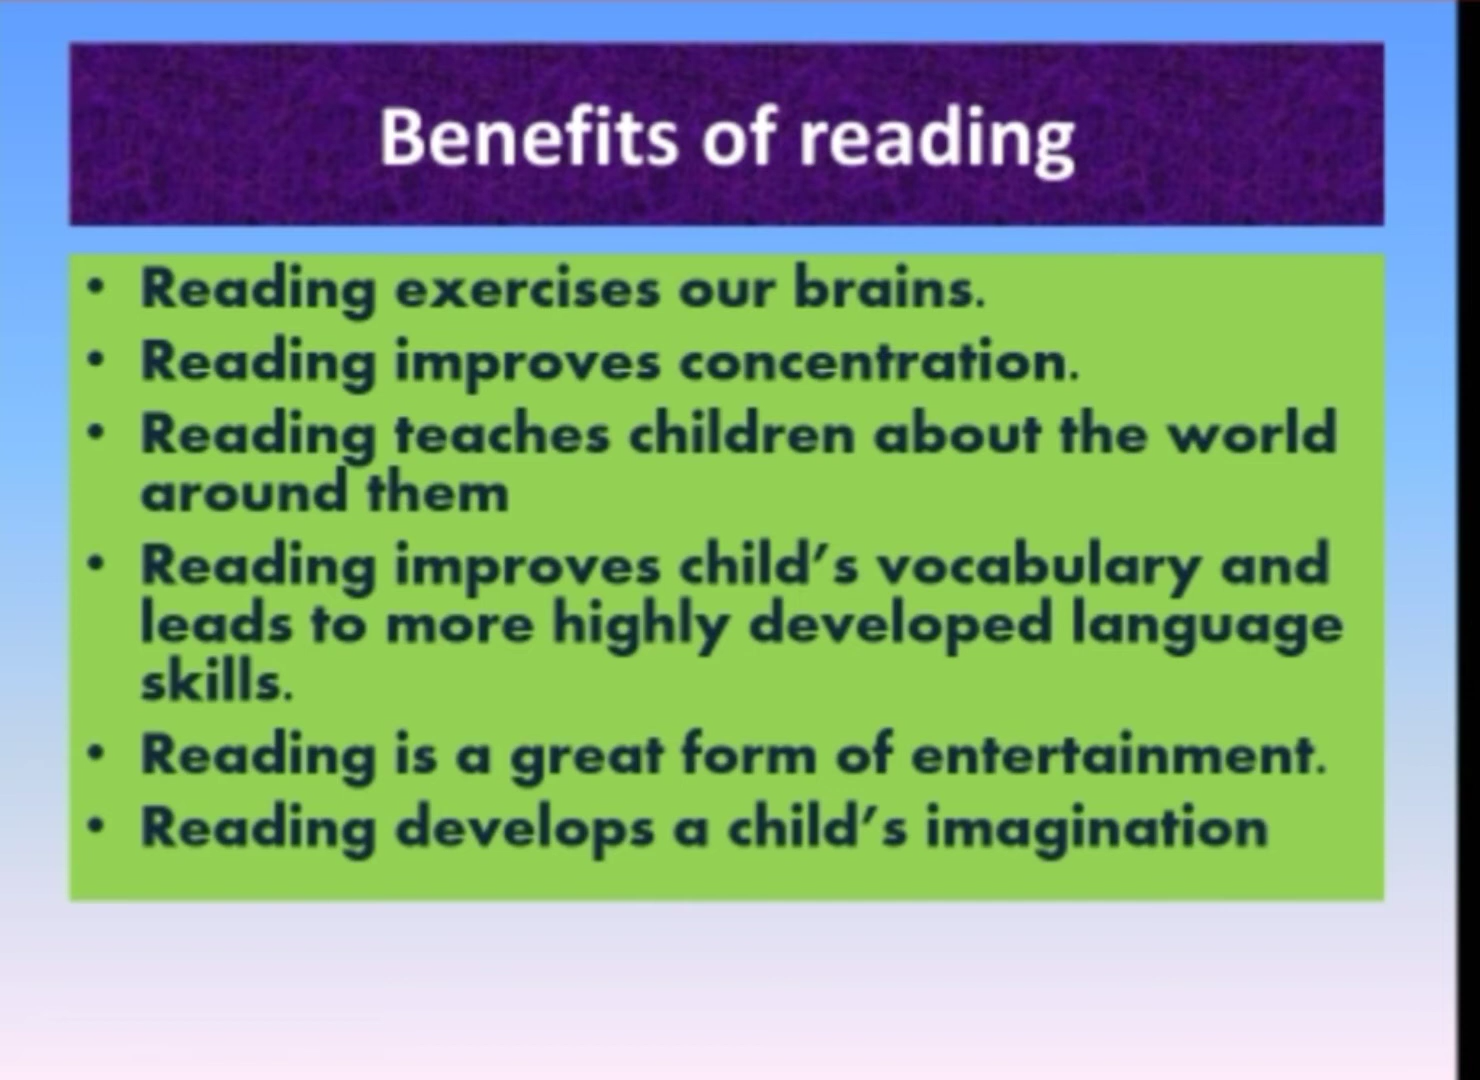 Benefits of reading
• Reading exercises our brains.
• Reading improves concentration.
• Reading teaches children about the world
around them
• Reading improves child’s vocabulary and
leads to more highly developed language
skills.
• Reading is a great form of entertainment.
• Reading develops a child’s imagination